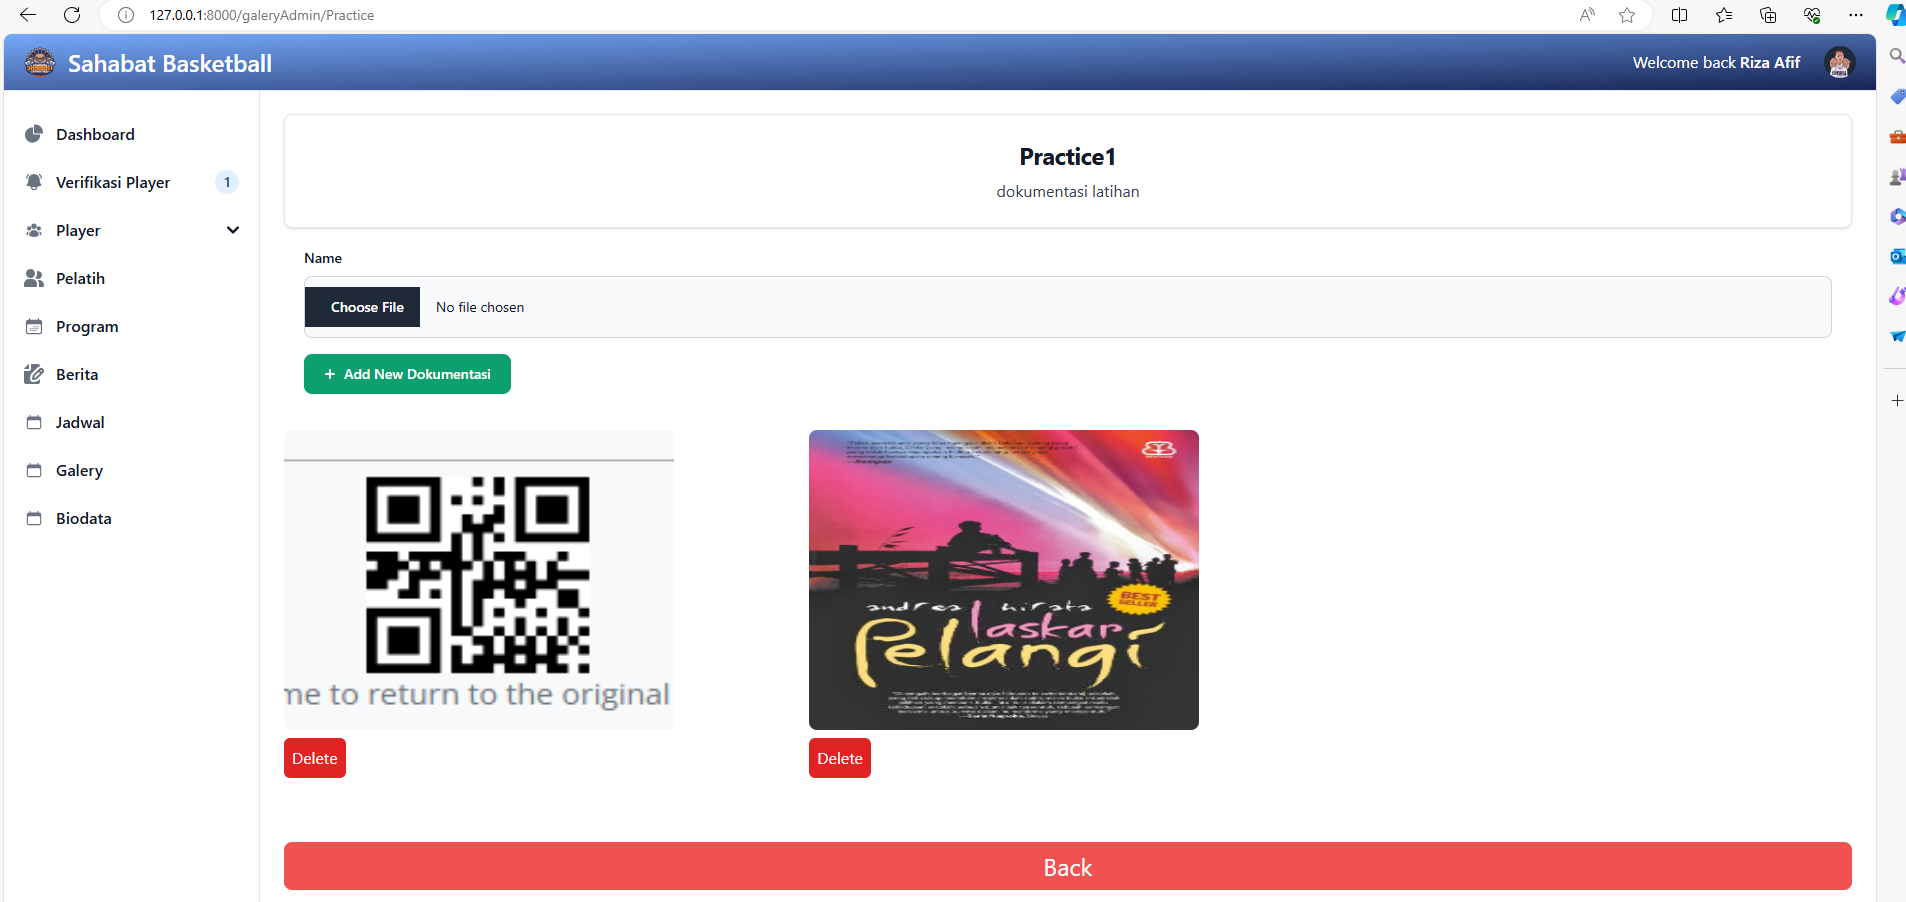 127.0.0.1:8000/galeryAdmin/Practice
Sahabat Basketball
Welcome back Riza Afif
Dashboard
Verifikasi Player 1
Player
Pelatih
Program
Berita
Jadwal
Galery
Biodata
Practice1
dokumentasi latihan
Name
Choose File No file chosen
+ Add New Dokumentasi
me to return to the original
BEST
SELLER
andrea hirata
laskar
Pelangi
Delete
Delete
Back